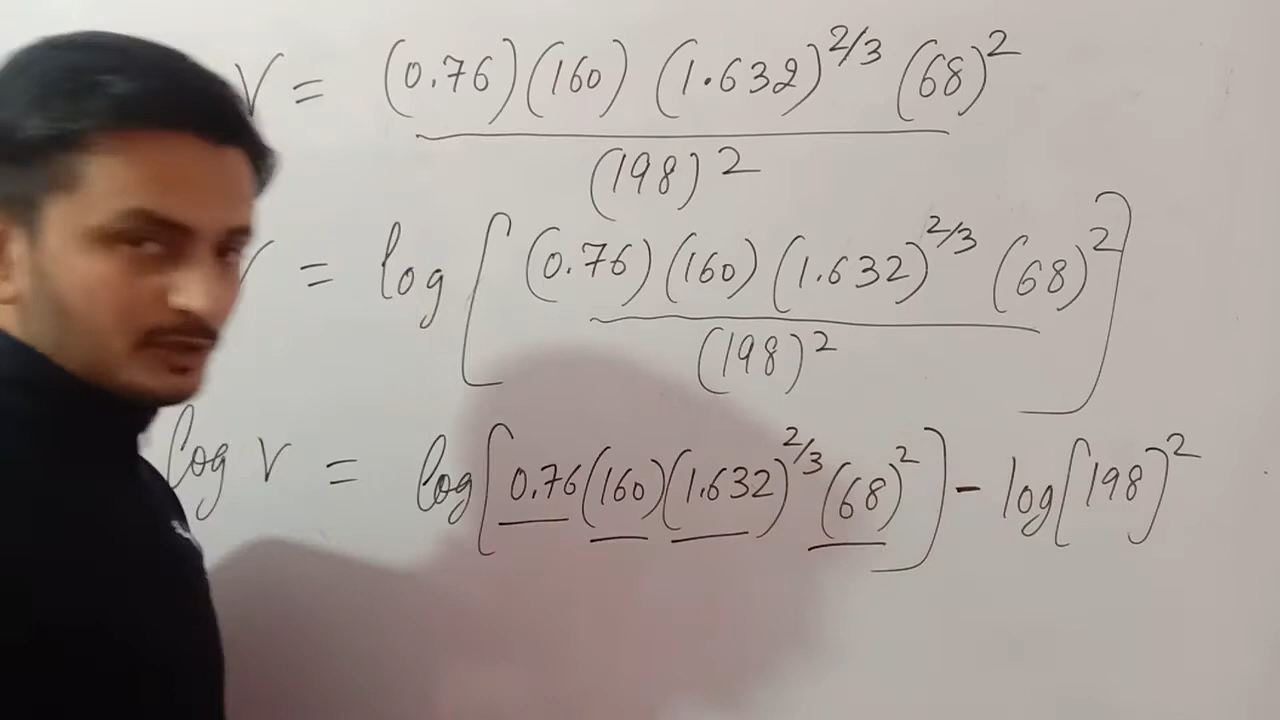 V = (0.76)(160)(1.632)^2/3 (68)^2
(198)^2
= log[(0.76)(160)(1.632)^2/3 (68)^2]
(198)^2
log V = log[0.76(160)(1.632)^2/3 (68)^2] - log[198]^2